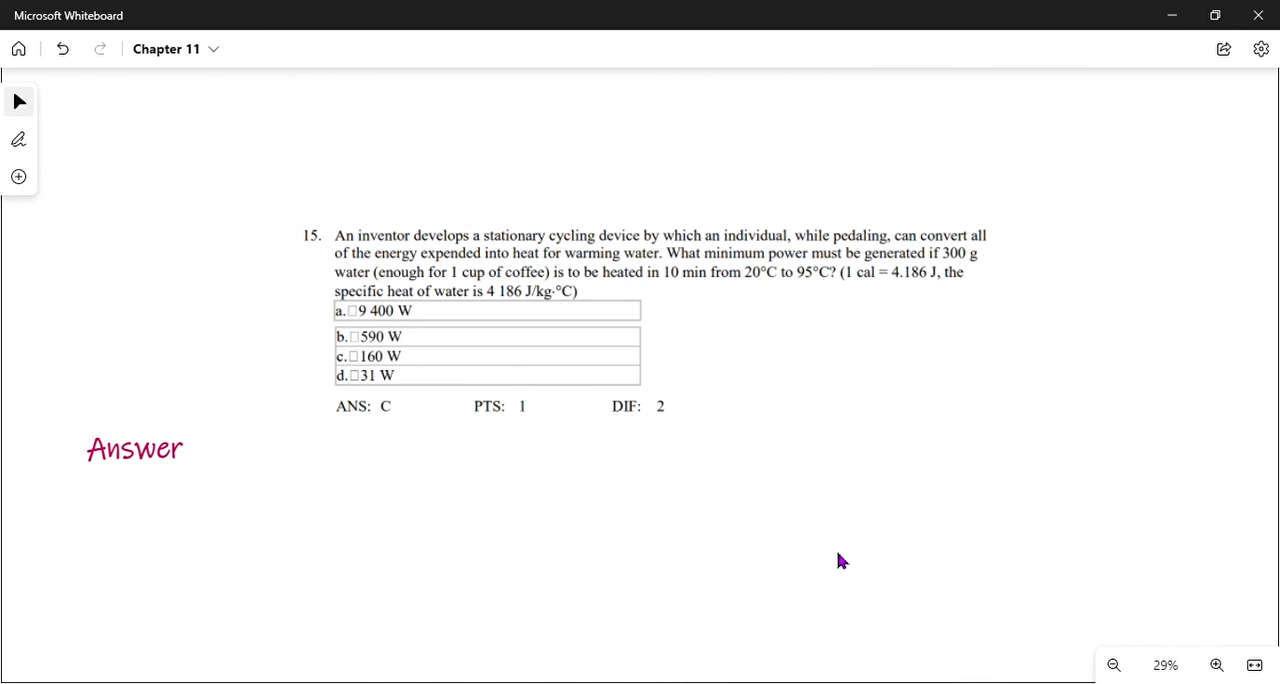 Microsoft Whiteboard
Chapter 11
15. An inventor develops a stationary cycling device by which an individual, while pedaling, can convert all
of the energy expended into heat for warming water. What minimum power must be generated if 300 g
water (enough for 1 cup of coffee) is to be heated in 10 min from 20°C to 95°C? (1 cal = 4.186 J, the
specific heat of water is 4 186 J/kg·°C)
a.□9 400 W
b.□590 W
c.□160 W
d.□31 W
ANS: C PTS: 1 DIF: 2
Answer
29%